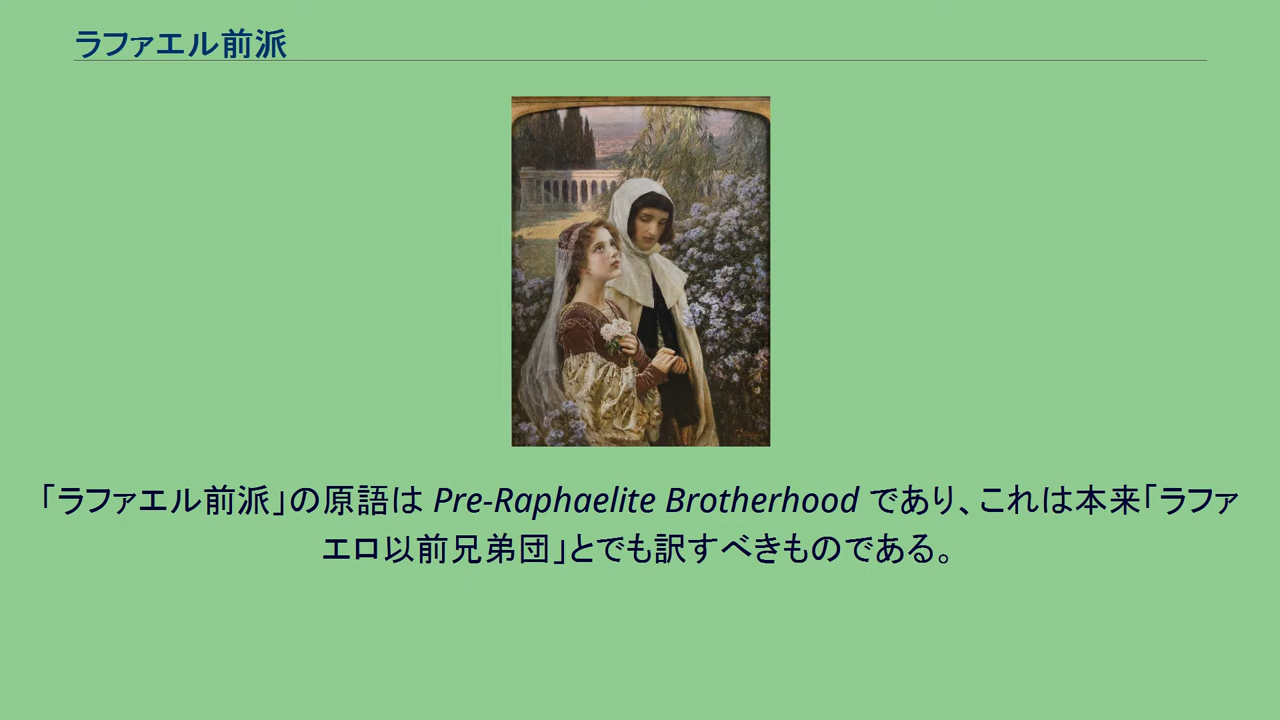 ラファエル前派
「ラファエル前派」の原語は Pre-Raphaelite Brotherhood であり、これは本来「ラファ
エロ以前兄弟団」とでも訳すべきものである。